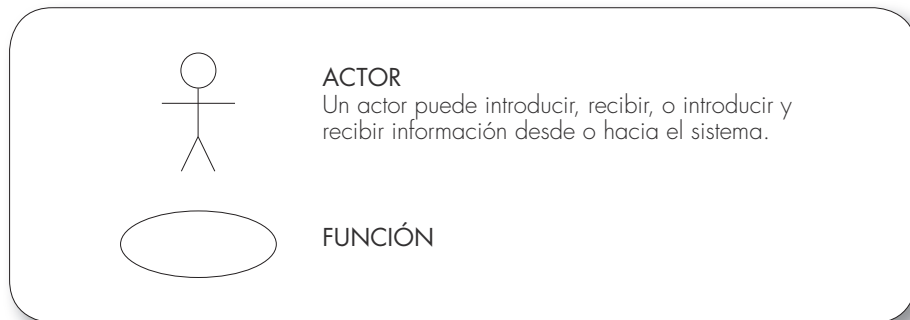 ACTOR
Un actor puede introducir, recibir, o introducir y
recibir información desde o hacia el sistema.
FUNCIÓN